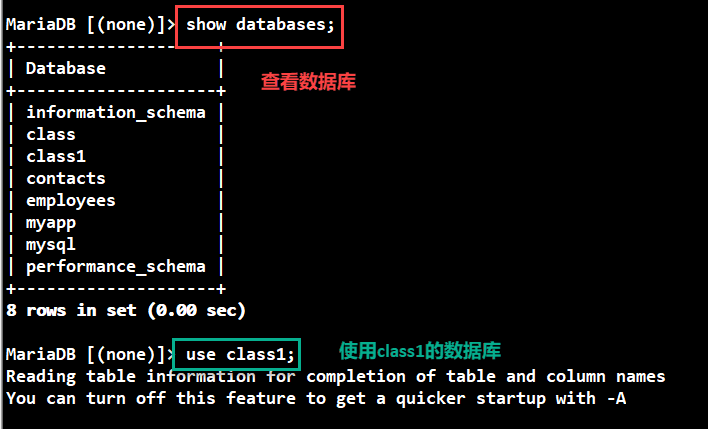 MariaDB [(none)]> show databases;
+--------------------+
| Database           |
查看数据库
+--------------------+
| information_schema |
| class              |
| class1             |
| contacts           |
| employees          |
| myapp              |
| mysql              |
| performance_schema |
+--------------------+
8 rows in set (0.00 sec)
MariaDB [(none)]> use class1; 使用class1的数据库
Reading table information for completion of table and column names
You can turn off this feature to get a quicker startup with -A